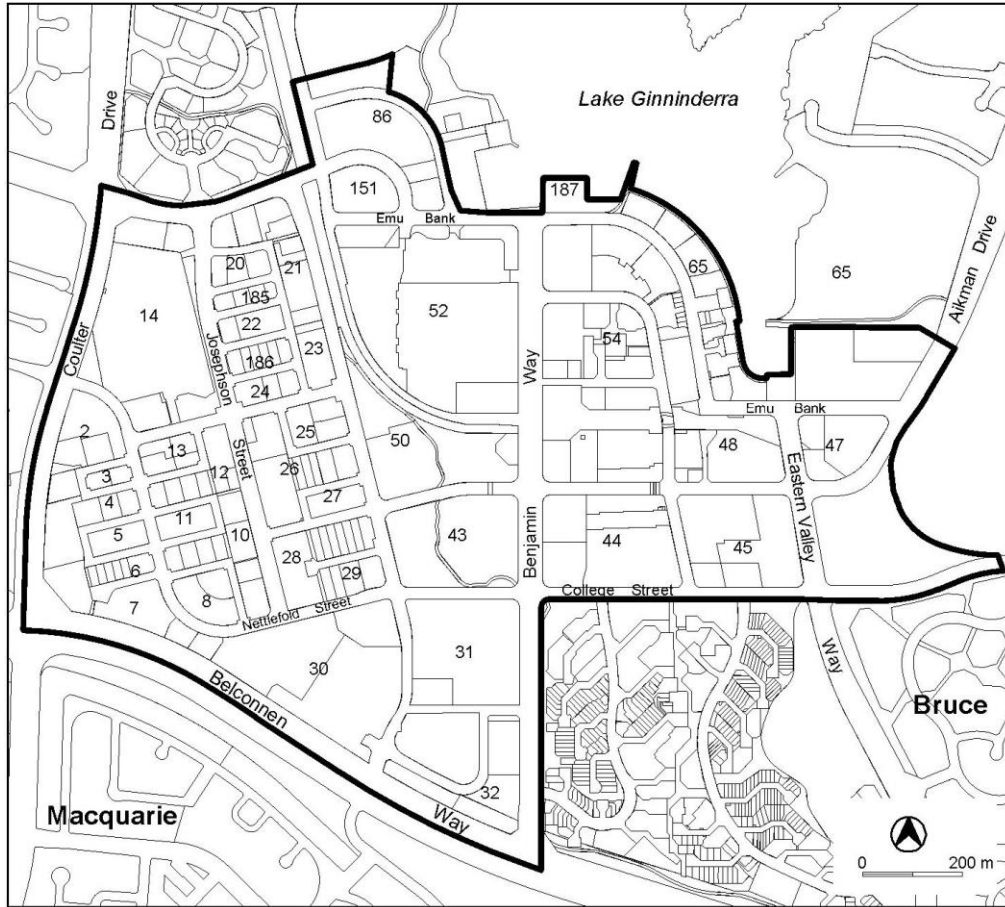 Lake Ginninderra
Drive
86
151
187
Emu Bank
65
65
Aikman Drive
20
21
185
14
22
52
Way
54
23
186
Josephson
Coulter
24
Emu Bank
2
25
50
48
47
13
Street
3
26
12
4
27
Eastern Valley
11
5
10
43
Benjamin
44
45
28
6
29
College Street
7
8
Nettlefold Street
31
30
Belconnen
Way
Bruce
32
Way
Macquarie
0
200 m